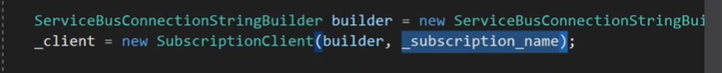 ServiceBusConnectionStringBuilder builder = new ServiceBusConnectionStringBui
_client = new SubscriptionClient(builder, _subscription_name);